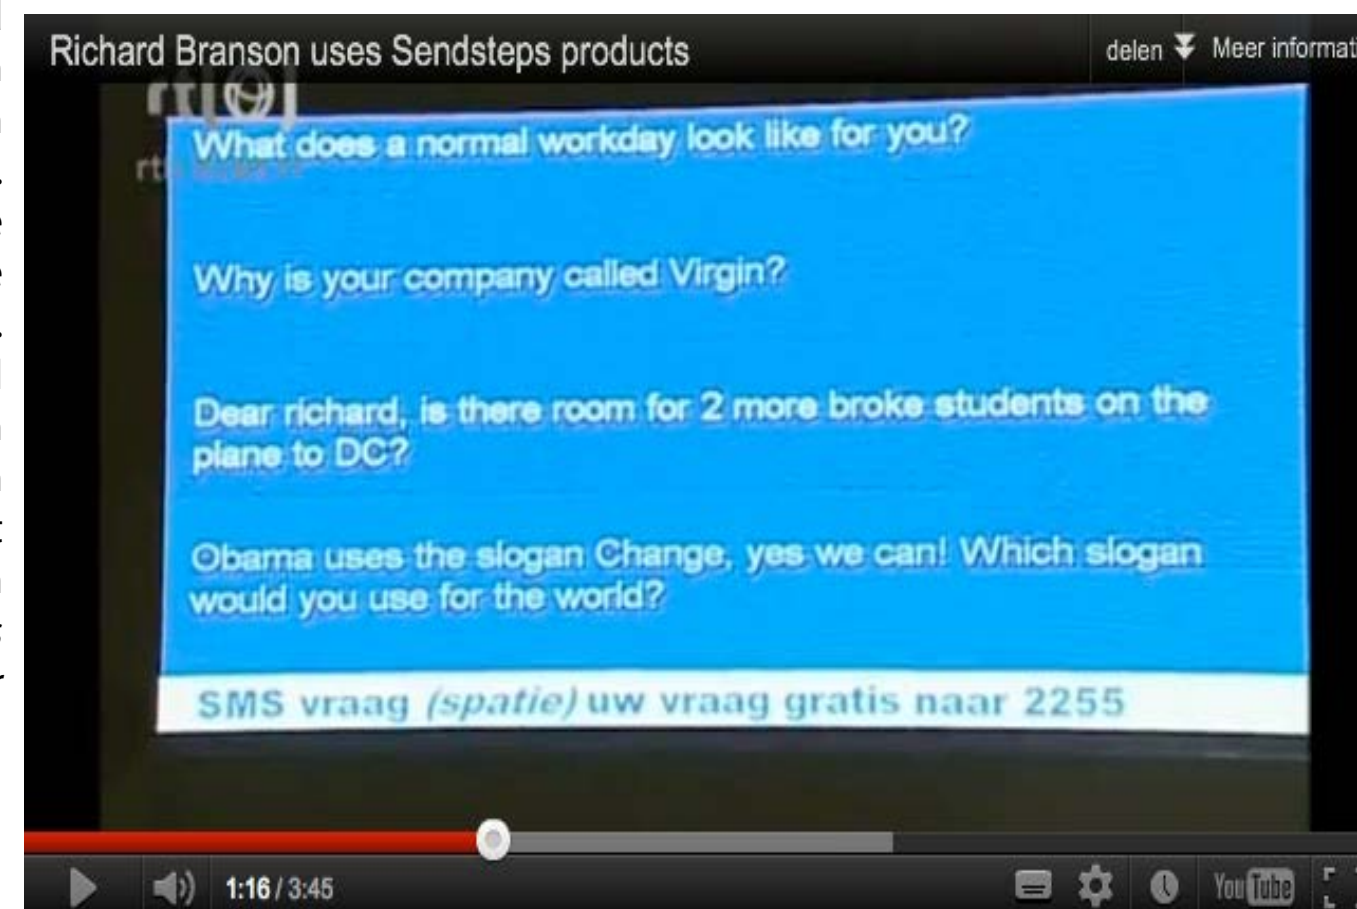 Richard Branson uses Sendsteps products
delen Meer informati
What does a normal workday look like for you?
Why is your company called Virgin?
Dear richard, is there room for 2 more broke students on the
plane to DC?
Obama uses the slogan Change, yes we can! Which slogan
would you use for the world?
SMS vraag (spatie) uw vraag gratis naar 2255
1:16 / 3:45
YouTube